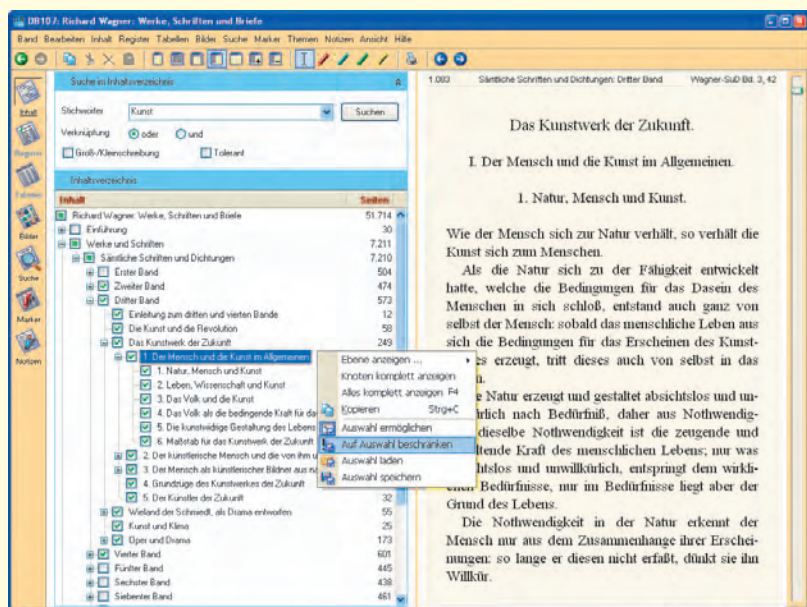 DB107: Richard Wagner: Werke, Schriften und Briefe
Band Bearbeiten Inhalt Register Tabellen Bilder Suche Marker Themen Notizen Ansicht Hilfe
Inhalt
Register
Tabellen
Bilder
Suche
Marker
Notizen
Suche in Inhaltsverzeichnis
Stichwörter Kunst Suchen
Verknüpfung oder und
Groß-/Kleinschreibung Tolerant
Inhaltsverzeichnis
Inhalt Seiten
Richard Wagner: Werke, Schriften und Briefe 51.714
Einführung 30
Werke und Schriften 7.211
Sämtliche Schriften und Dichtungen 7.210
Erster Band 504
Zweiter Band 474
Dritter Band 573
Einleitung zum dritten und vierten Bande 12
Die Kunst und die Revolution 58
Das Kunstwerk der Zukunft 249
1. Der Mensch und die Kunst im Allgemeinen
1. Natur, Mensch und Kunst
2. Leben, Wissenschaft und Kunst
3. Das Volk und die Kunst
4. Das Volk als die bedingende Kraft für das
5. Die kunstwidrige Gestaltung des Lebens
6. Maßstab für das Kunstwerk der Zukunft
2. Der künstlerische Mensch und die von ihm u
3. Der Mensch als künstlerischer Bildner aus na
4. Grundzüge des Kunstwerkes der Zukunft
5. Der Künstler der Zukunft 32
Wieland der Schmiedt, als Drama entworfen 55
Kunst und Klima 25
Oper und Drama 173
Vierter Band 601
Fünfter Band 445
Sechster Band 438
Siebenter Band 461
Ebene anzeigen ...
Knoten komplett anzeigen
Alles komplett anzeigen F4
Kopieren Strg+C
Auswahl ermöglichen
Auf Auswahl beschränken
Auswahl laden
Auswahl speichern
1.083 Sämtliche Schriften und Dichtungen: Dritter Band Wagner-SuD Bd. 3, 42
Das Kunstwerk der Zukunft.
I. Der Mensch und die Kunst im Allgemeinen.
1. Natur, Mensch und Kunst.
Wie der Mensch sich zur Natur verhält, so verhält die
Kunst sich zum Menschen.
Als die Natur sich zu der Fähigkeit entwickelt
hatte, welche die Bedingungen für das Dasein des
Menschen in sich schloß, entstand auch ganz von
selbst der Mensch: sobald das menschliche Leben aus
sich die Bedingungen für das Erscheinen des Kunst-
es erzeugt, tritt dieses auch von selbst in das
n.
e Natur erzeugt und gestaltet absichtslos und un-
ürlich nach Bedürfniß, daher aus Nothwendig-
dieselbe Nothwendigkeit ist die zeugende und
ltende Kraft des menschlichen Lebens; nur was
chtslos und unwillkürlich, entspringt dem wirkli-
en Bedürfnisse, nur im Bedürfnisse liegt aber der
Grund des Lebens.
Die Nothwendigkeit in der Natur erkennt der
Mensch nur aus dem Zusammenhange ihrer Erschei-
nungen: so lange er diesen nicht erfaßt, dünkt sie ihn
Willkür.